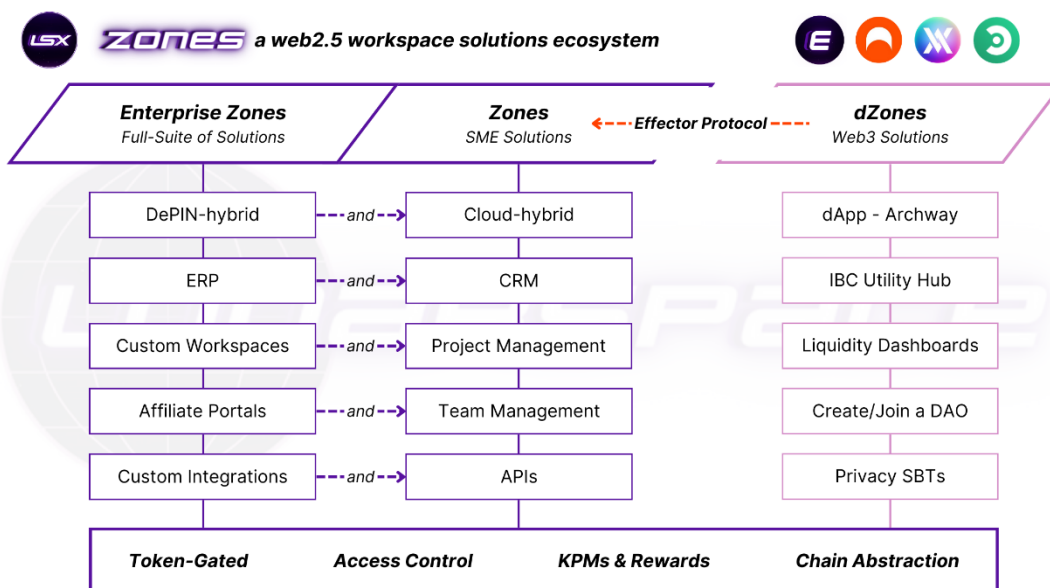 LSX ZONES a web2.5 workspace solutions ecosystem
Enterprise Zones
Full-Suite of Solutions
Zones
SME Solutions
Effector Protocol
dZones
Web3 Solutions
DePIN-hybrid and Cloud-hybrid
dApp - Archway
ERP and CRM
IBC Utility Hub
Custom Workspaces and Project Management
Liquidity Dashboards
Affiliate Portals and Team Management
Create/Join a DAO
Custom Integrations and APIs
Privacy SBTs
Token-Gated Access Control KPMs & Rewards Chain Abstraction